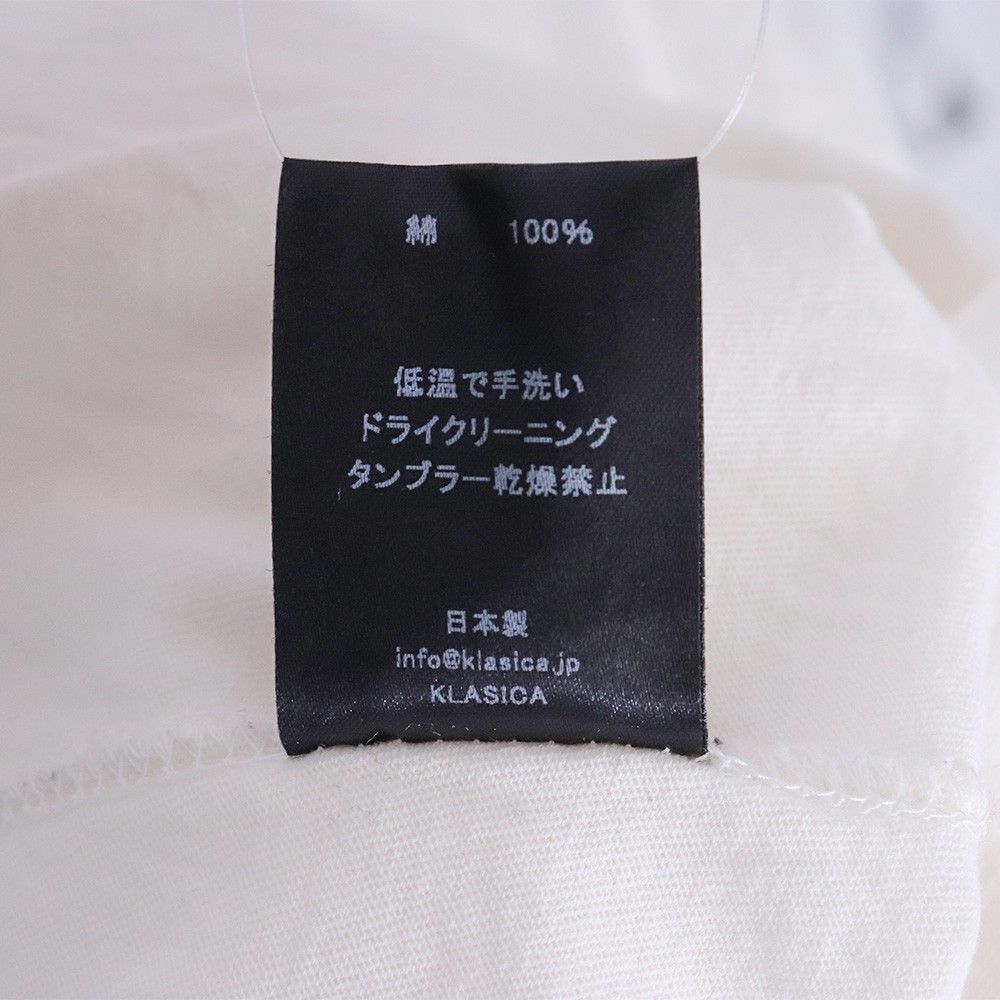 綿 100%
低温で手洗い
ドライクリーニング
タンブラー乾燥禁止
日本製
info@klasica.jp
KLASICA